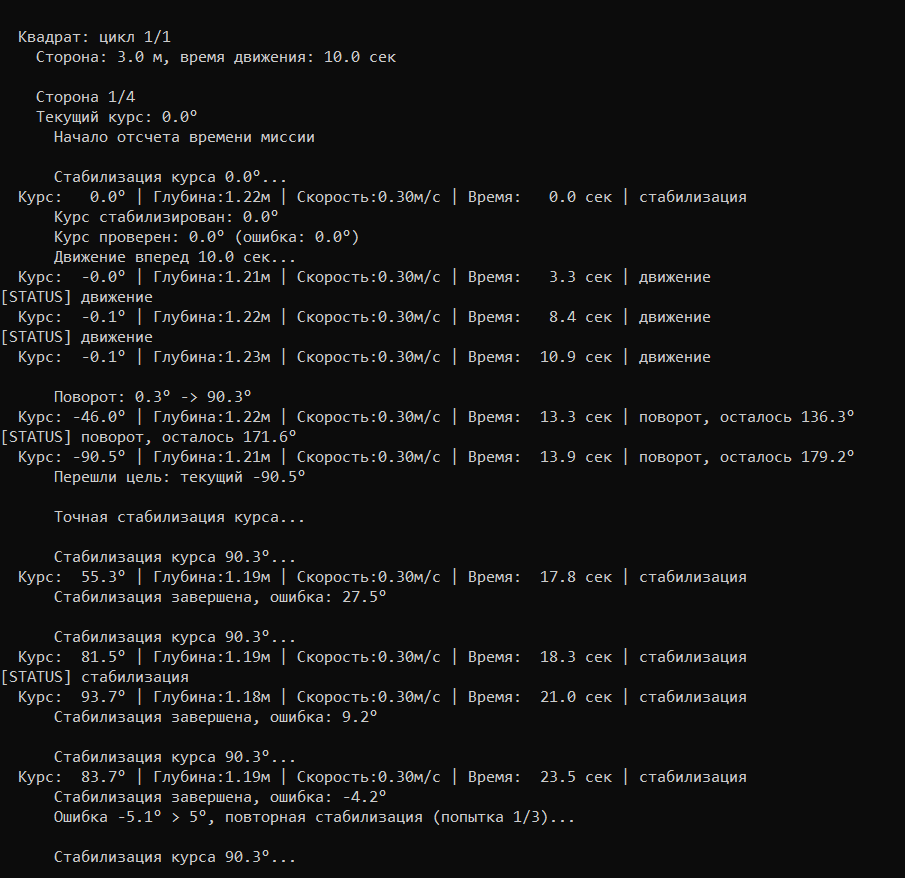 Квадрат: цикл 1/1
Сторона: 3.0 м, время движения: 10.0 сек
Сторона 1/4
Текущий курс: 0.0°
Начало отсчета времени миссии
Стабилизация курса 0.0°...
Курс:   0.0° | Глубина:1.22м | Скорость:0.30м/с | Время:   0.0 сек | стабилизация
Курс стабилизирован: 0.0°
Курс проверен: 0.0° (ошибка: 0.0°)
Движение вперед 10.0 сек...
Курс:  -0.0° | Глубина:1.21м | Скорость:0.30м/с | Время:   3.3 сек | движение
[STATUS] движение
Курс:  -0.1° | Глубина:1.22м | Скорость:0.30м/с | Время:   8.4 сек | движение
[STATUS] движение
Курс:  -0.1° | Глубина:1.23м | Скорость:0.30м/с | Время:  10.9 сек | движение
Поворот: 0.3° -> 90.3°
Курс: -46.0° | Глубина:1.22м | Скорость:0.30м/с | Время:  13.3 сек | поворот, осталось 136.3°
[STATUS] поворот, осталось 171.6°
Курс: -90.5° | Глубина:1.21м | Скорость:0.30м/с | Время:  13.9 сек | поворот, осталось 179.2°
Перешли цель: текущий -90.5°
Точная стабилизация курса...
Стабилизация курса 90.3°...
Курс:  55.3° | Глубина:1.19м | Скорость:0.30м/с | Время:  17.8 сек | стабилизация
Стабилизация завершена, ошибка: 27.5°
Стабилизация курса 90.3°...
Курс:  81.5° | Глубина:1.19м | Скорость:0.30м/с | Время:  18.3 сек | стабилизация
[STATUS] стабилизация
Курс:  93.7° | Глубина:1.18м | Скорость:0.30м/с | Время:  21.0 сек | стабилизация
Стабилизация завершена, ошибка: 9.2°
Стабилизация курса 90.3°...
Курс:  83.7° | Глубина:1.19м | Скорость:0.30м/с | Время:  23.5 сек | стабилизация
Стабилизация завершена, ошибка: -4.2°
Ошибка -5.1° > 5°, повторная стабилизация (попытка 1/3)...
Стабилизация курса 90.3°...